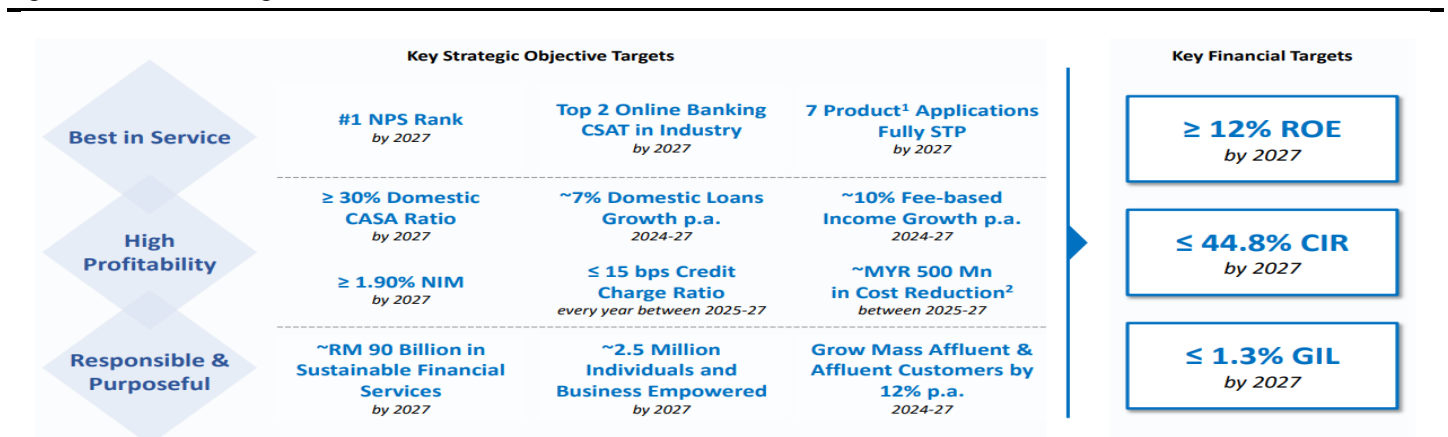 Key Strategic Objective Targets
Key Financial Targets
Best in Service
#1 NPS Rank
by 2027
Top 2 Online Banking
CSAT in Industry
by 2027
7 Product¹ Applications
Fully STP
by 2027
High
Profitability
≥ 30% Domestic
CASA Ratio
by 2027
~7% Domestic Loans
Growth p.a.
2024-27
~10% Fee-based
Income Growth p.a.
2024-27
≥ 1.90% NIM
by 2027
≤ 15 bps Credit
Charge Ratio
every year between 2025-27
~MYR 500 Mn
in Cost Reduction²
between 2025-27
Responsible &
Purposeful
~RM 90 Billion in
Sustainable Financial
Services
by 2027
~2.5 Million
Individuals and
Business Empowered
by 2027
Grow Mass Affluent &
Affluent Customers by
12% p.a.
2024-27
≥ 12% ROE
by 2027
≤ 44.8% CIR
by 2027
≤ 1.3% GIL
by 2027